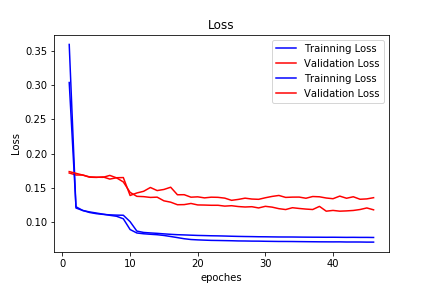 Loss
Trainning Loss
Validation Loss
Trainning Loss
Validation Loss
Loss
0.35
0.30
0.25
0.20
0.15
0.10
0
10
20
30
40
epoches